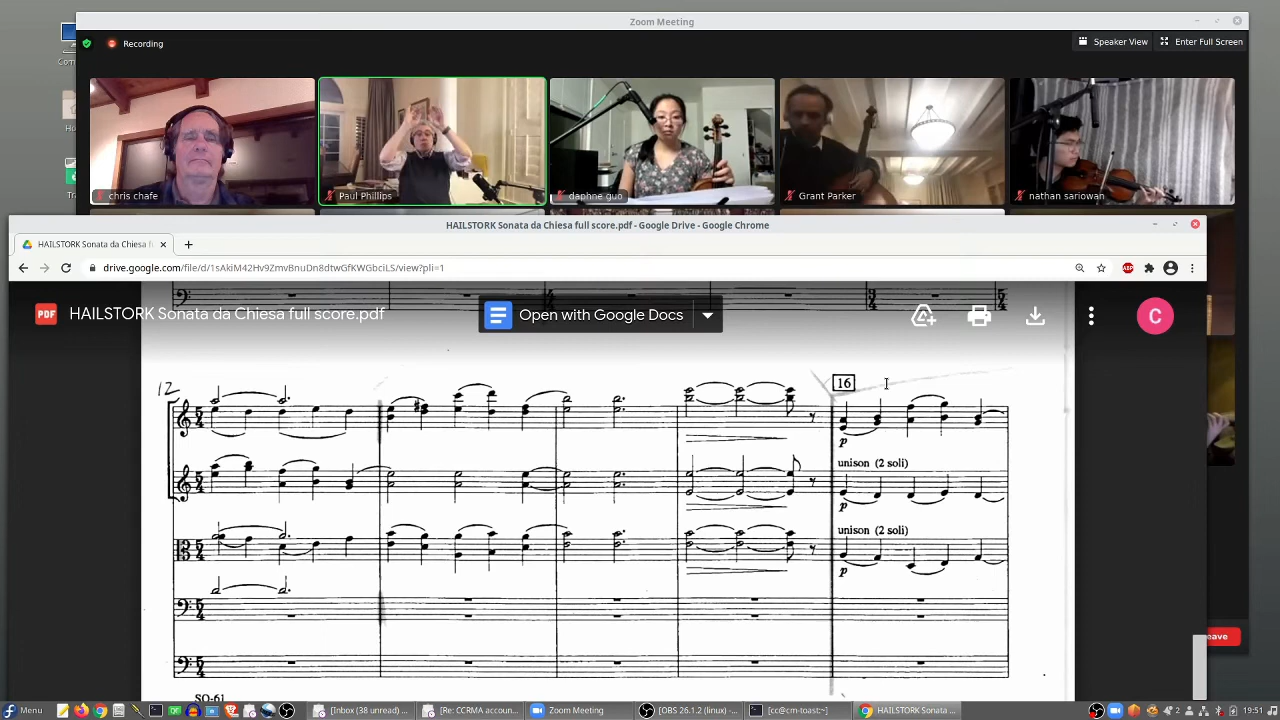 Zoom Meeting
Recording
Speaker View
Enter Full Screen
chris chafe
Paul Phillips
daphne guo
Grant Parker
nathan sariowan
HAILSTORK Sonata da Chiesa full score.pdf - Google Drive - Google Chrome
HAILSTORK Sonata da Chiesa f
drive.google.com/file/d/1sAkiM42Hv9ZmvBnuDn8dtwGfKWGbciLS/view?pli=1
ABP
PDF
HAILSTORK Sonata da Chiesa full score.pdf
Open with Google Docs
C
12
16
p
unison (2 soli)
p
unison (2 soli)
p
eave
SO-61
Menu
[Inbox (38 unread) ...
[Re: CCRMA accoun...
Zoom Meeting
[OBS 26.1.2 (linux) -...
[cc@cm-toast:~]
HAILSTORK Sonata ...
2
19:51